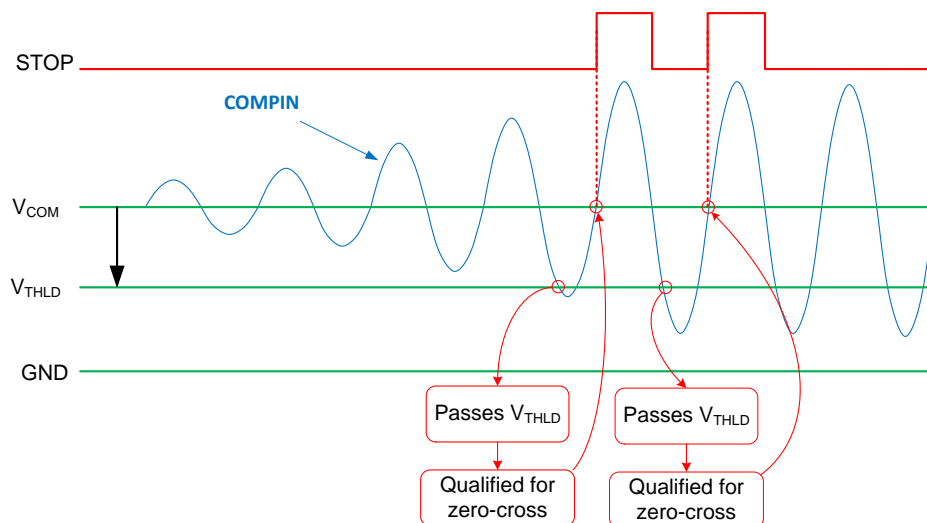 STOP
COMPIN
VCOM
VTHLD
GND
Passes VTHLD
Qualified for
zero-cross
Passes VTHLD
Qualified for
zero-cross